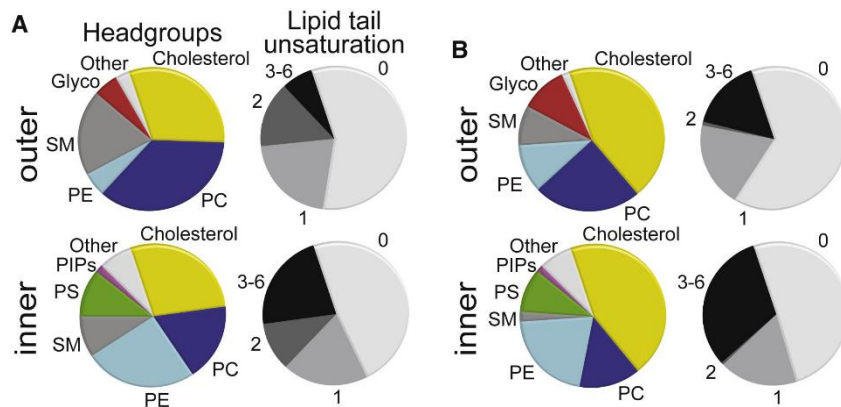 A
Headgroups
Lipid tail
unsaturation
outer
Other
Cholesterol
Glyco
SM
PE
PC
3-6
0
2
1
inner
Other
Cholesterol
PIPs
PS
SM
PE
PC
3-6
0
2
1
B
Other
Cholesterol
Glyco
SM
PE
PC
outer
3-6
0
2
1
inner
Other
Cholesterol
PIPs
PS
SM
PE
PC
3-6
0
2
1